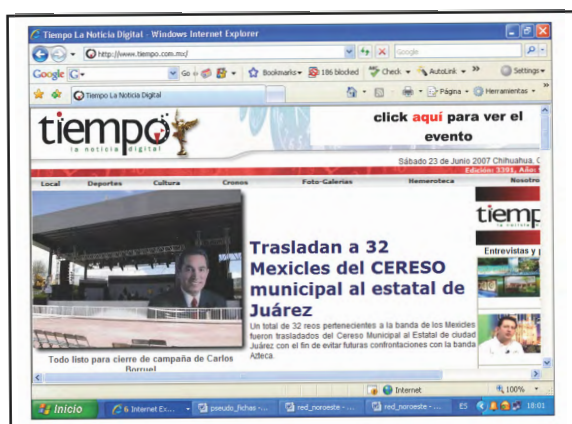 Tiempo La Noticia Digital - Windows Internet Explorer
http://www.tiempo.com.mx/
Google
Google
Go
Bookmarks
186 blocked
Check
AutoLink
Settings
Tiempo La Noticia Digital
Página
Herramientas
tiempo
la noticia digital
click aquí para ver el
evento
Sábado 23 de Junio 2007 Chihuahua, C
Edición: 3391, Año:
Local Deportes Cultura Cronos Foto-Galerías Hemeroteca Nosotro
tiemp
la noticia
Entrevistas y
Trasladan a 32
Mexicles del CERESO
municipal al estatal de
Juárez
Un total de 32 reos pertenecientes a la banda de los Mexicles
fueron trasladados del Cereso Municipal al Estatal de ciudad
Juárez con el fin de evitar futuras confrontaciones con la banda
Azteca.
Todo listo para cierre de campaña de Carlos
Borruel
Internet
100%
Inicio
6 Internet Ex...
pseudo_fichas -...
red_noroeste - ...
red_noroeste - ...
ES
18:01